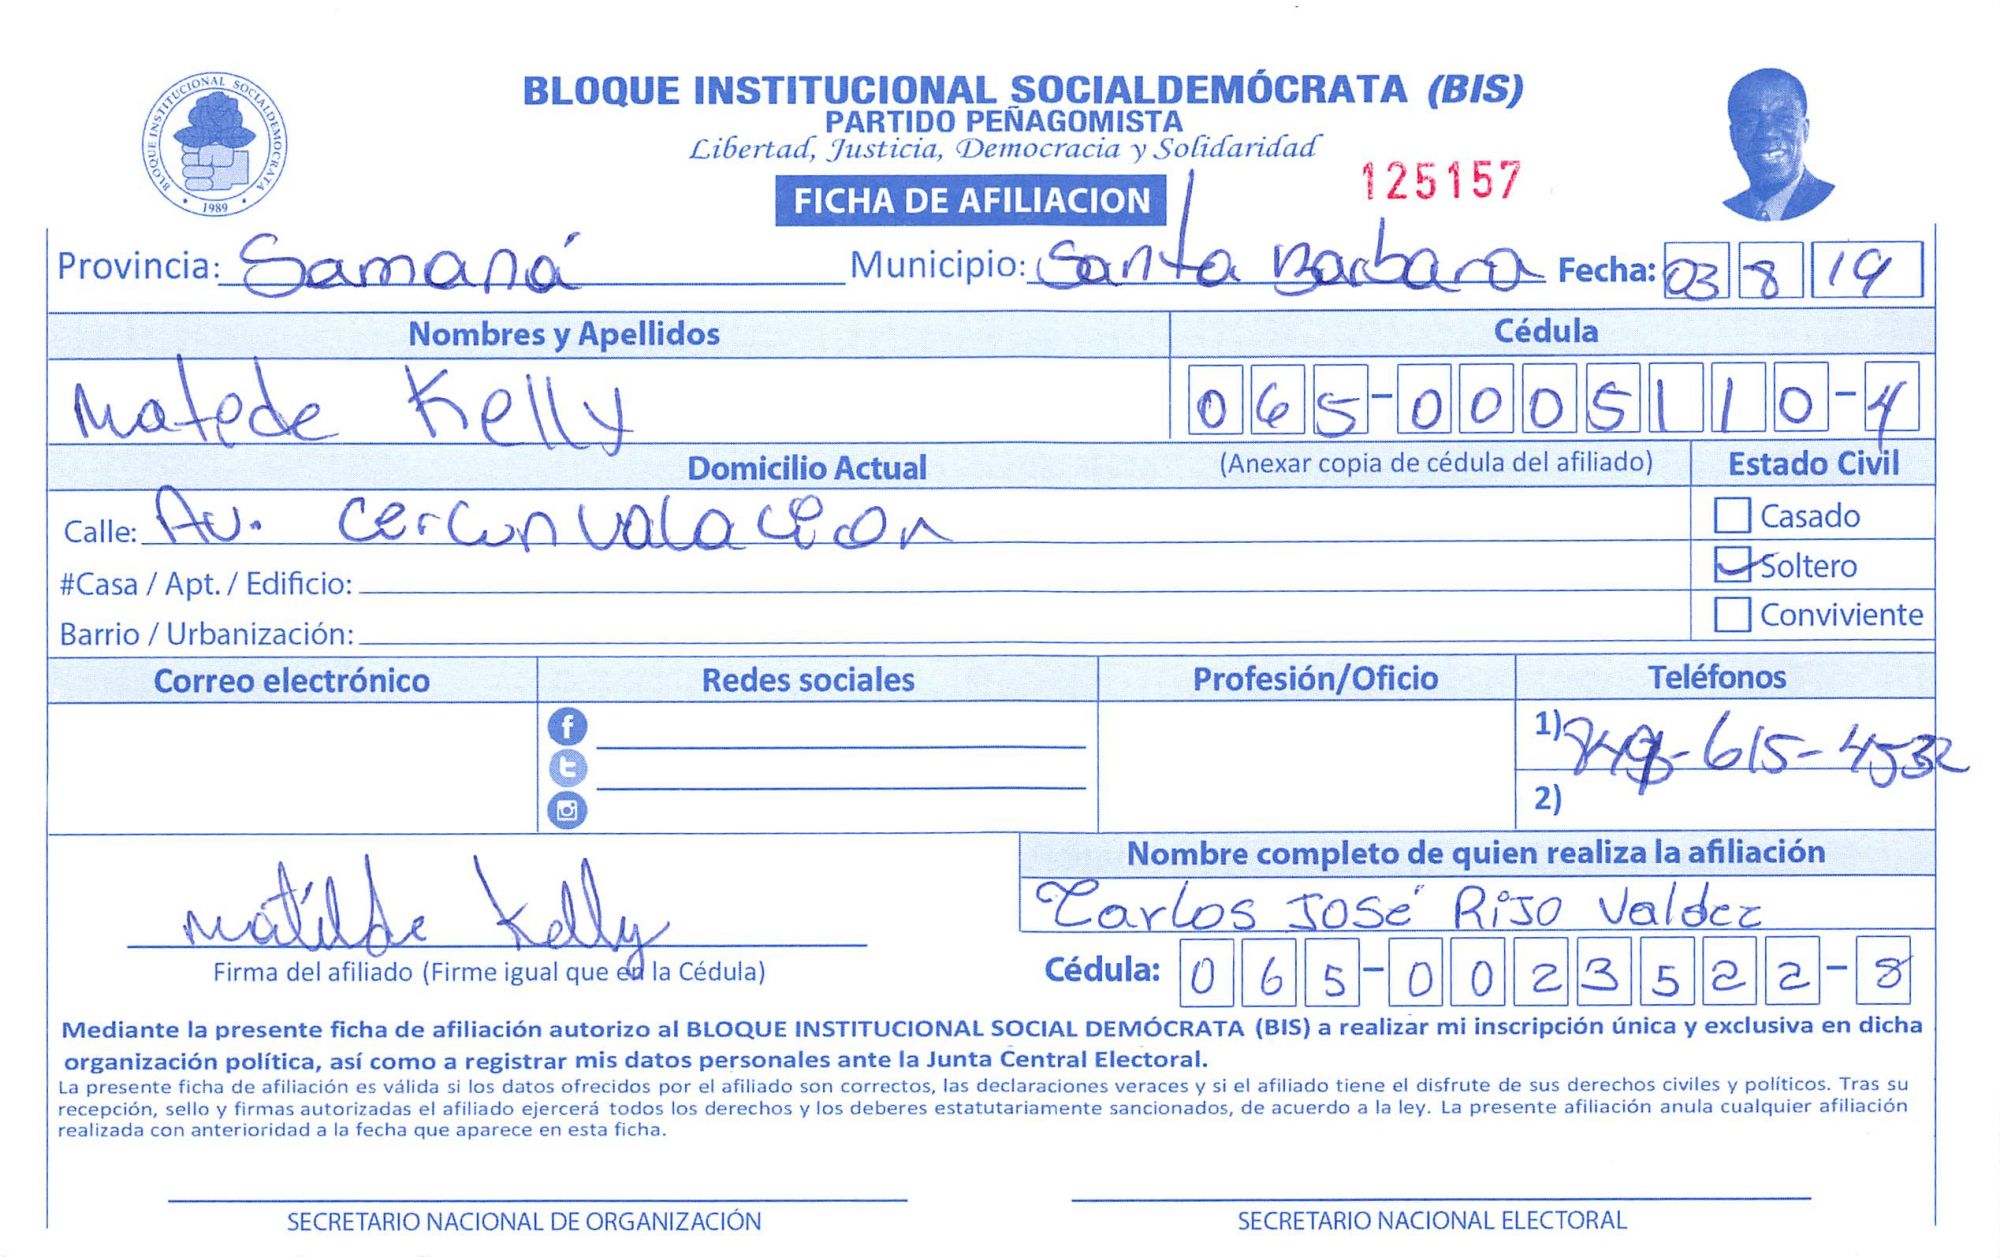 BLOQUE INSTITUCIONAL SOCIALDEMOCRATA
1989
BLOQUE INSTITUCIONAL SOCIALDEMÓCRATA (BIS)
PARTIDO PEÑAGOMISTA
Libertad, Justicia, Democracia y Solidaridad
125157
FICHA DE AFILIACION
Provincia: Samaná Municipio: Santa Barbara Fecha: 03 8 19
Nombres y Apellidos Cédula
Matede Kelly 065-0005110-4
Domicilio Actual (Anexar copia de cédula del afiliado) Estado Civil
Calle: Av. Cercunvalacion Casado
#Casa / Apt. / Edificio: Soltero
Barrio / Urbanización: Conviviente
Correo electrónico Redes sociales Profesión/Oficio Teléfonos
1) 849-615-4532
2)
Nombre completo de quien realiza la afiliación
Matilde Kelly Carlos José Rijo Valdez
Firma del afiliado (Firme igual que en la Cédula) Cédula: 065-0023522-8
Mediante la presente ficha de afiliación autorizo al BLOQUE INSTITUCIONAL SOCIAL DEMÓCRATA (BIS) a realizar mi inscripción única y exclusiva en dicha
organización política, así como a registrar mis datos personales ante la Junta Central Electoral.
La presente ficha de afiliación es válida si los datos ofrecidos por el afiliado son correctos, las declaraciones veraces y si el afiliado tiene el disfrute de sus derechos civiles y políticos. Tras su
recepción, sello y firmas autorizadas el afiliado ejercerá todos los derechos y los deberes estatutariamente sancionados, de acuerdo a la ley. La presente afiliación anula cualquier afiliación
realizada con anterioridad a la fecha que aparece en esta ficha.
SECRETARIO NACIONAL DE ORGANIZACIÓN SECRETARIO NACIONAL ELECTORAL